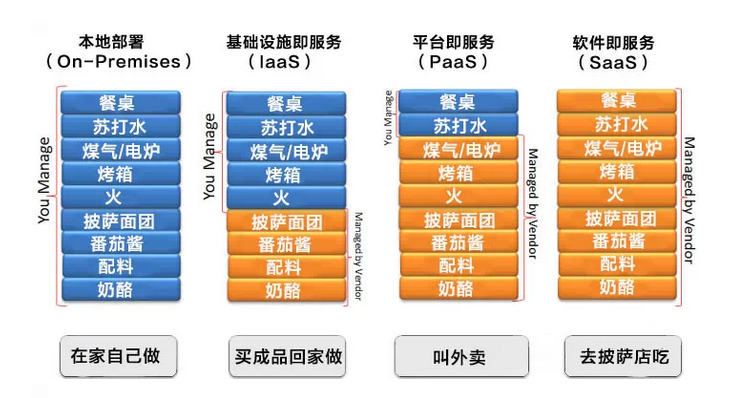 本地部署
（On-Premises）
You Manage
餐桌
苏打水
煤气/电炉
烤箱
火
披萨面团
番茄酱
配料
奶酪
在家自己做
基础设施即服务
（IaaS）
You Manage
餐桌
苏打水
煤气/电炉
烤箱
火
披萨面团
番茄酱
配料
奶酪
Managed by Vendor
买成品回家做
平台即服务
（PaaS）
You Manage
餐桌
苏打水
煤气/电炉
烤箱
火
披萨面团
番茄酱
配料
奶酪
Managed by Vendor
叫外卖
软件即服务
（SaaS）
餐桌
苏打水
煤气/电炉
烤箱
火
披萨面团
番茄酱
配料
奶酪
Managed by Vendor
去披萨店吃